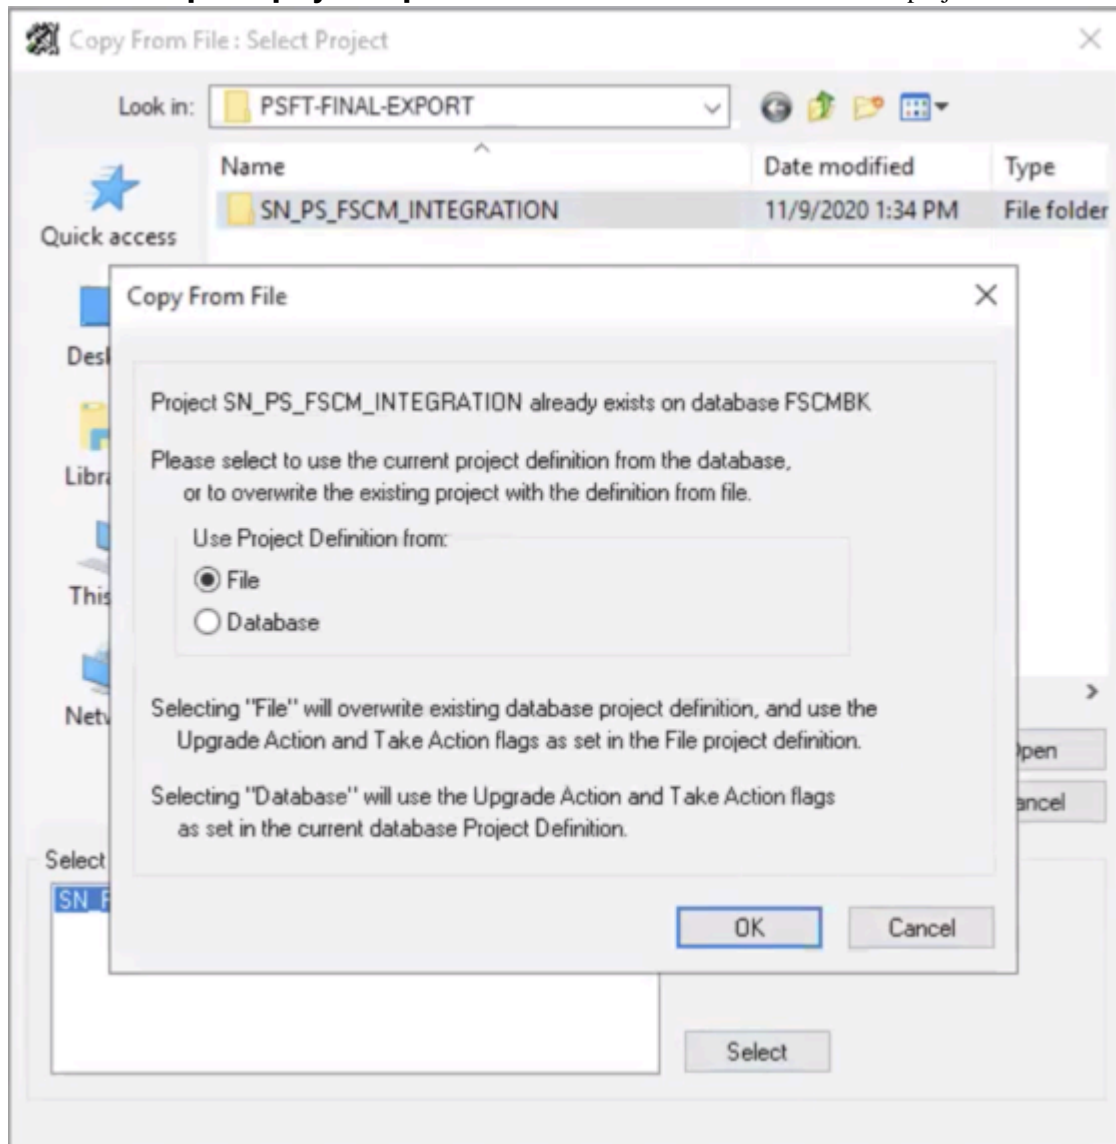 Copy From File : Select Project
Look in: PSFT-FINAL-EXPORT
Name Date modified Type
SN_PS_FSCM_INTEGRATION 11/9/2020 1:34 PM File folder
Quick access
Copy From File
Project SN_PS_FSCM_INTEGRATION already exists on database FSCMBK
Please select to use the current project definition from the database,
or to overwrite the existing project with the definition from file.
Use Project Definition from:
File
Database
Selecting "File" will overwrite existing database project definition, and use the
Upgrade Action and Take Action flags as set in the File project definition.
Selecting "Database" will use the Upgrade Action and Take Action flags
as set in the current database Project Definition.
This
Select
OK Cancel
Select